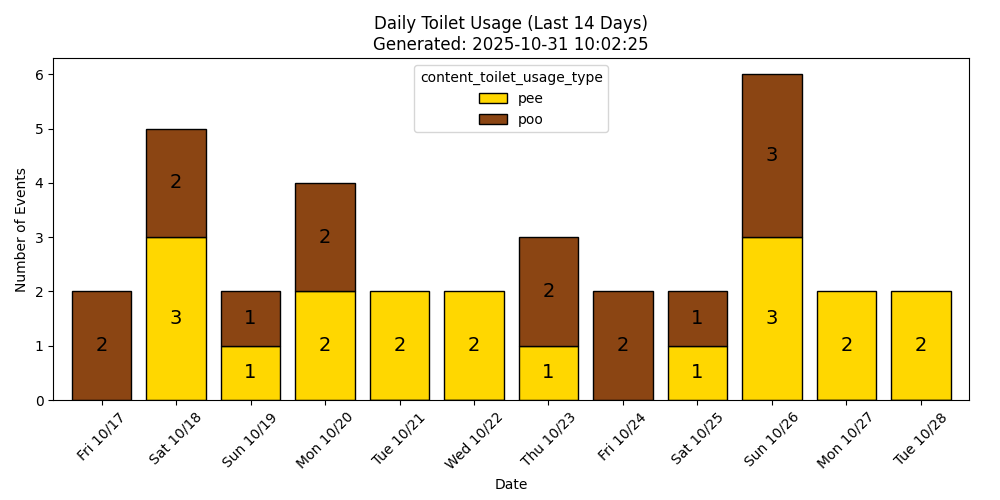 Daily Toilet Usage (Last 14 Days)
Generated: 2025-10-31 10:02:25
content_toilet_usage_type
pee
poo
Number of Events
6
5
4
3
2
1
0
2
2
3
1
1
2
2
2
2
2
1
2
1
1
3
3
2
2
Fri 10/17
Sat 10/18
Sun 10/19
Mon 10/20
Tue 10/21
Wed 10/22
Thu 10/23
Fri 10/24
Sat 10/25
Sun 10/26
Mon 10/27
Tue 10/28
Date